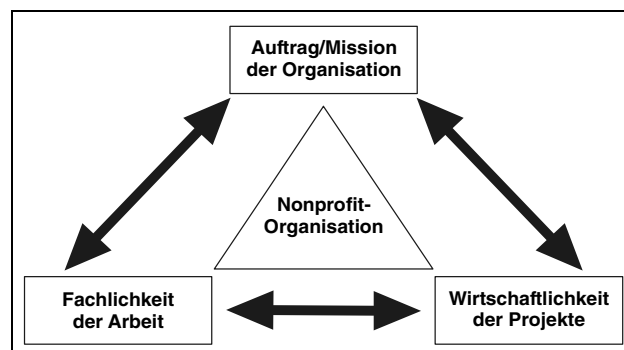 Auftrag/Mission
der Organisation
Nonprofit-
Organisation
Fachlichkeit
der Arbeit
Wirtschaftlichkeit
der Projekte